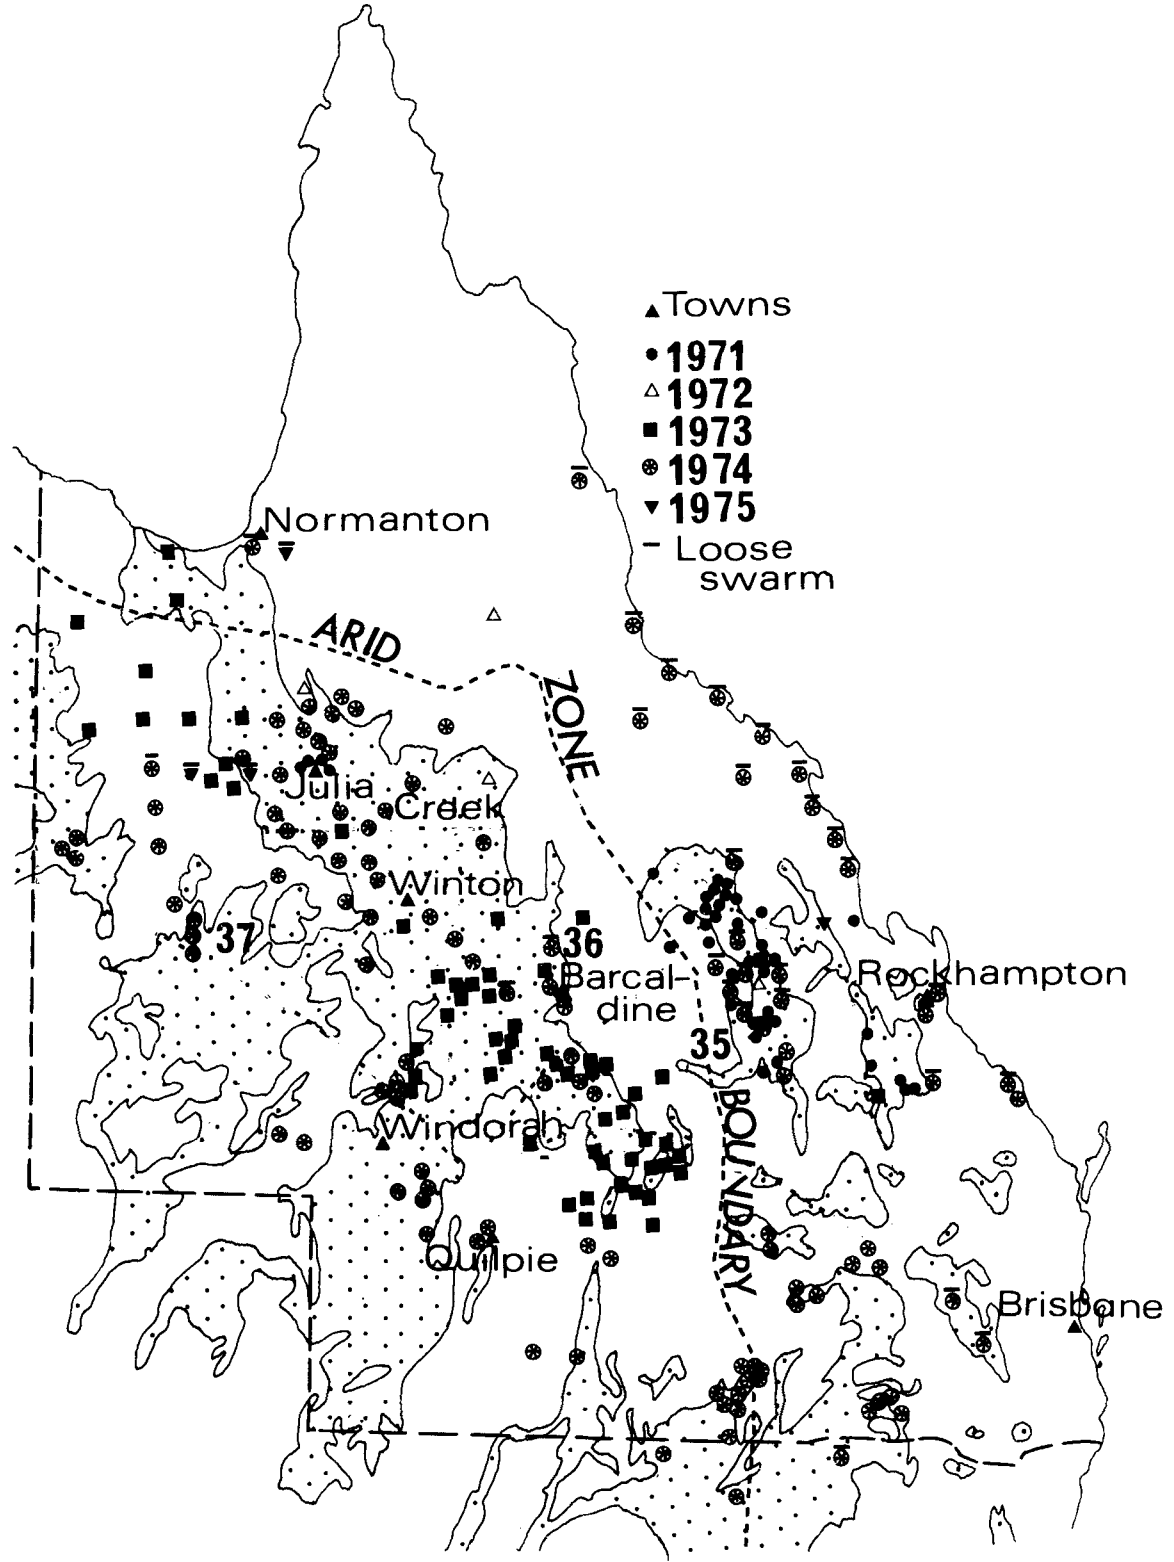 Towns
1971
1972
1973
1974
1975
Loose
swarm
Normanton
ARID
ZONE
Julia
Creek
Winton
37
36
Barcal-
dine
Rockhampton
35
BOUNDARY
Windorah
Quilpie
Brisbane